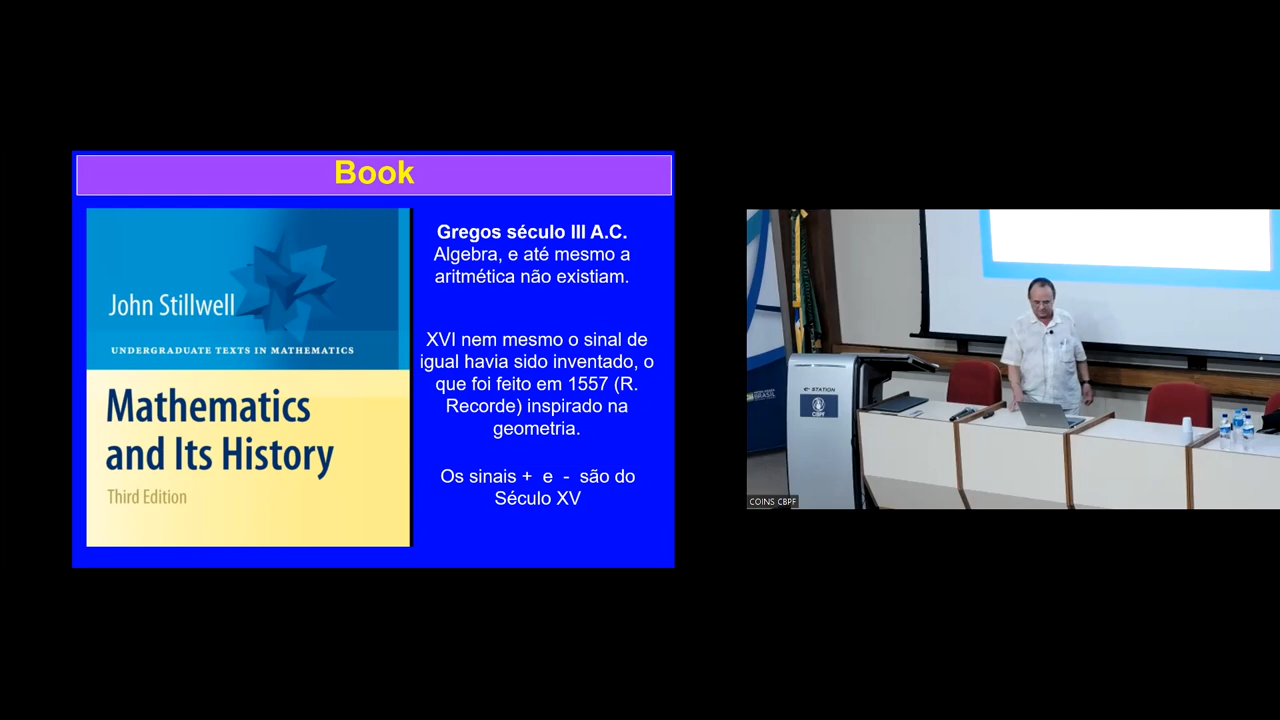 Book
John Stillwell
UNDERGRADUATE TEXTS IN MATHEMATICS
Mathematics
and Its History
Third Edition
Gregos século III A.C.
Algebra, e até mesmo a
aritmética não existiam.
XVI nem mesmo o sinal de
igual havia sido inventado, o
que foi feito em 1557 (R.
Recorde) inspirado na
geometria.
Os sinais + e - são do
Século XV
STATION
CBPF
BRASIL
COINS CBPF